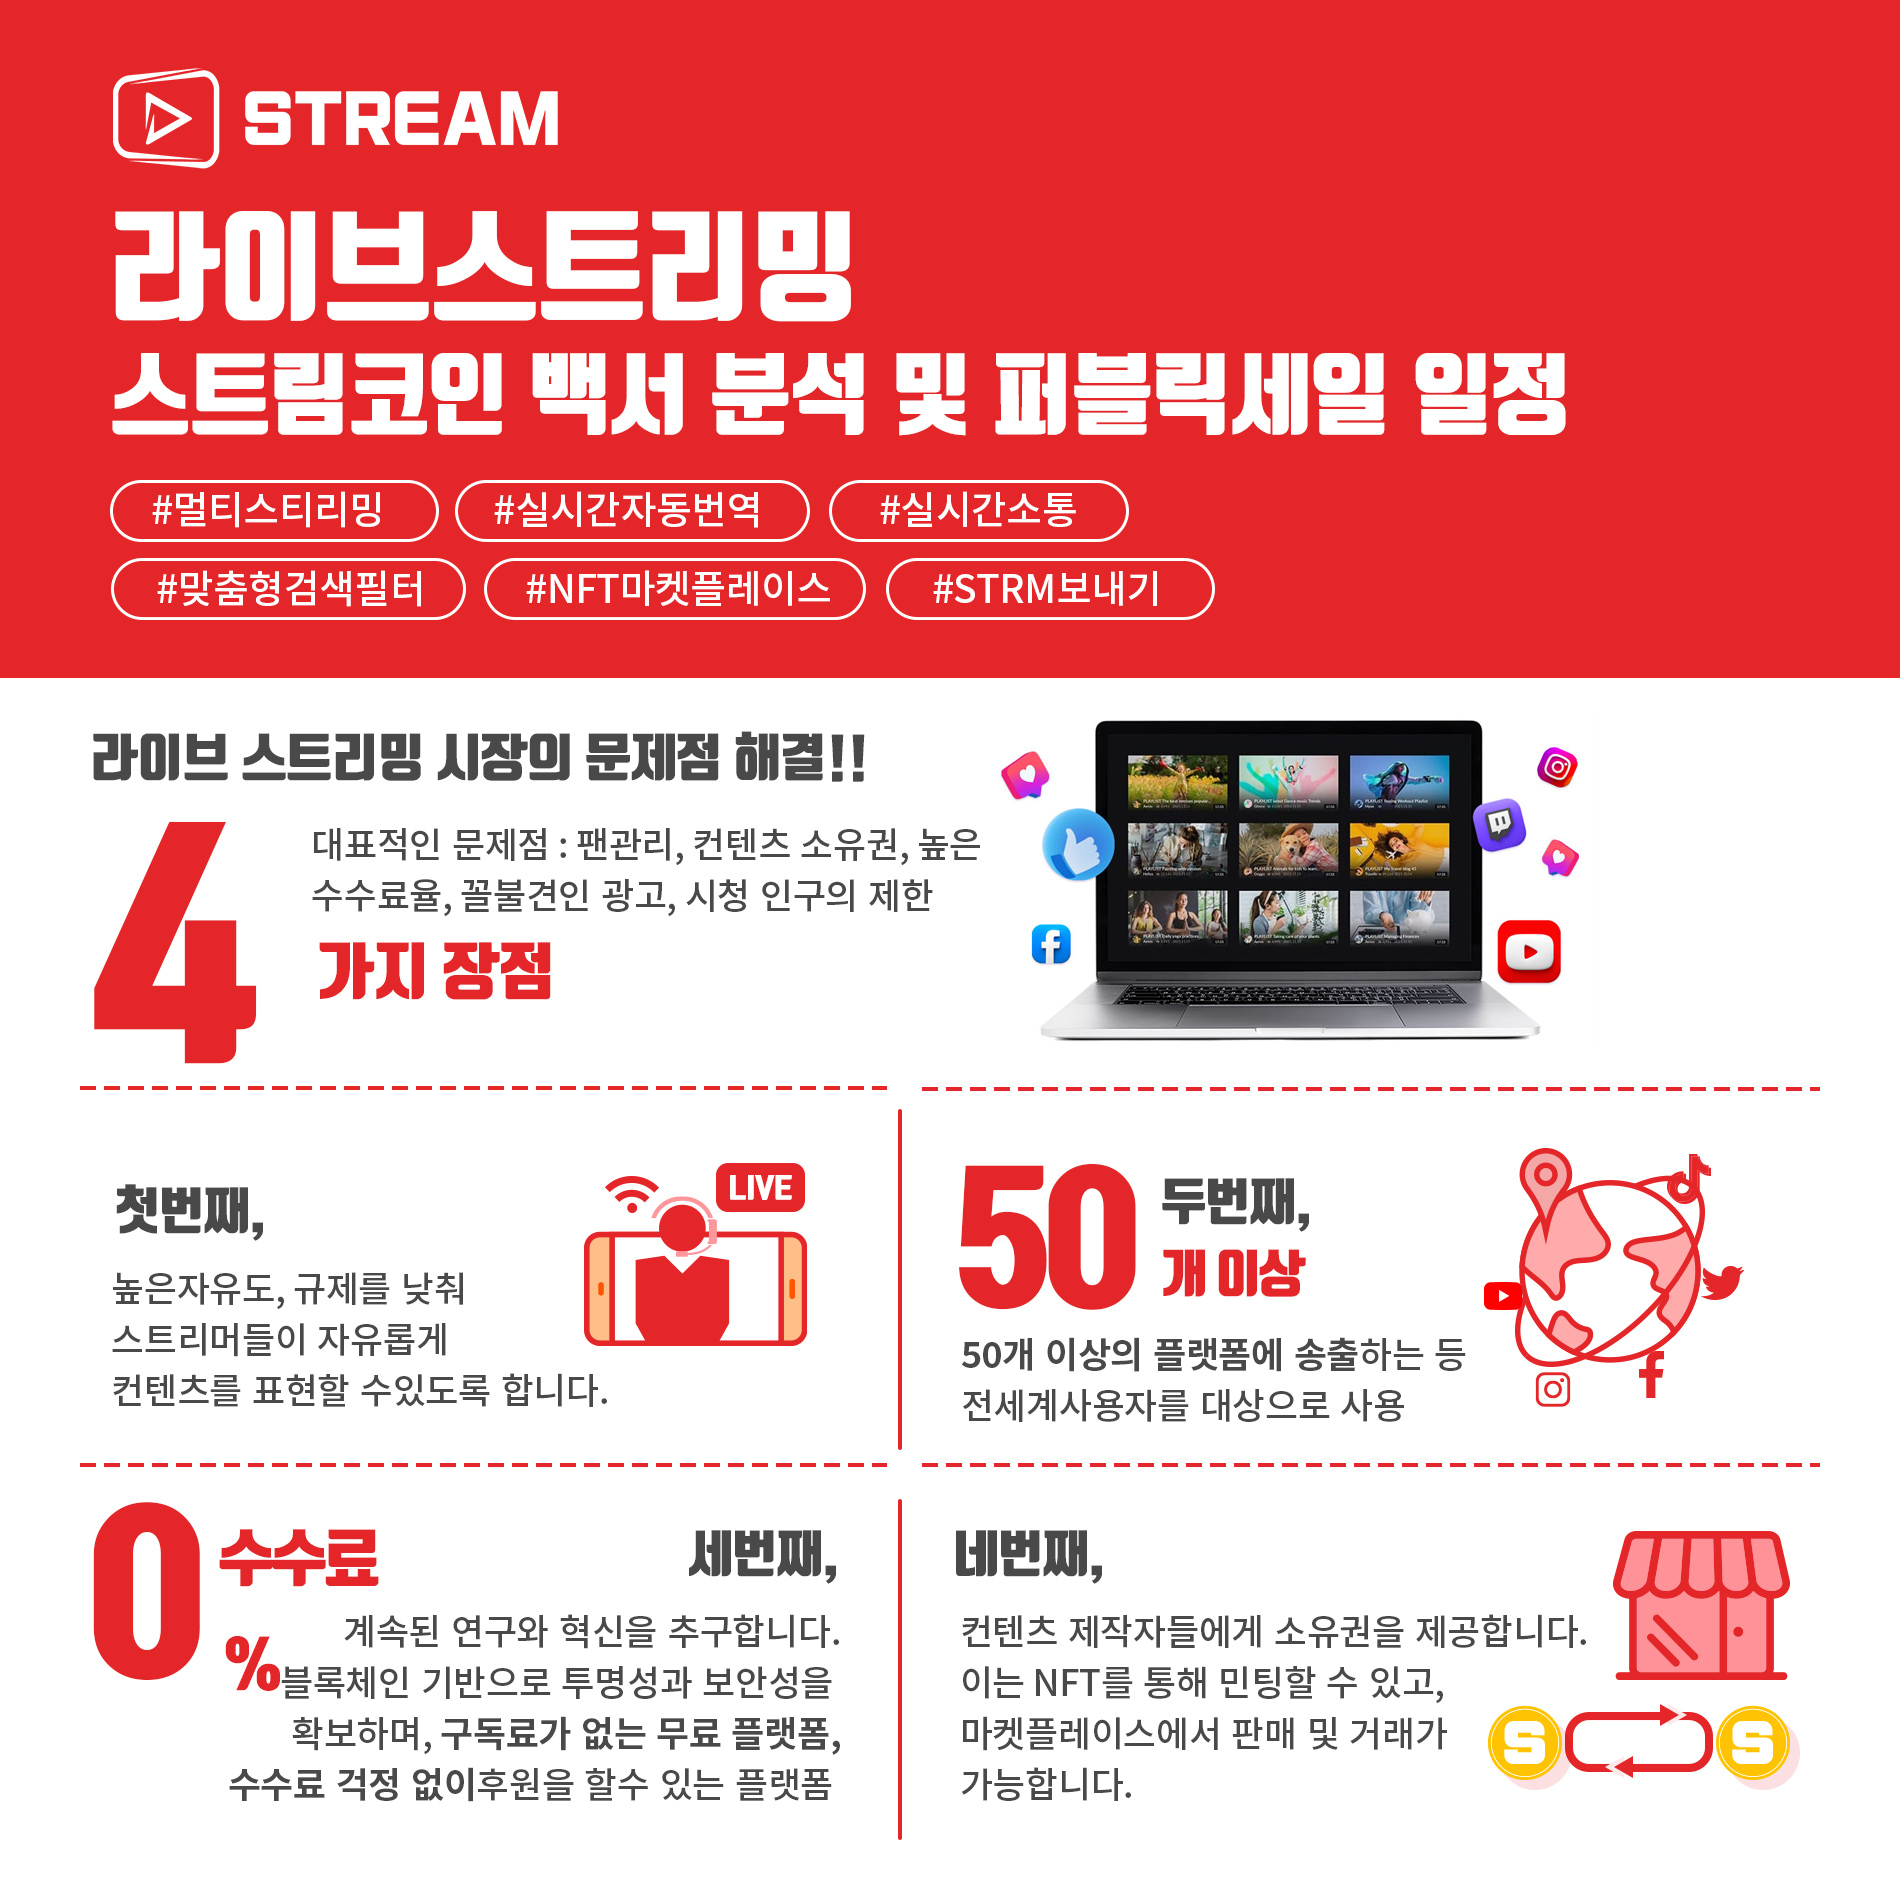 STREAM
라이브스트리밍
스트림코인 백서 분석 및 퍼블릭세일 일정
#멀티스티리밍
#실시간자동번역
#실시간소통
#맞춤형검색필터
#NFT마켓플레이스
#STRM보내기
라이브 스트리밍 시장의 문제점 해결!!
4
대표적인 문제점 : 팬관리, 컨텐츠 소유권, 높은
수수료율, 꼴불견인 광고, 시청 인구의 제한
가지 장점
첫번째,
LIVE
높은자유도, 규제를 낮춰
스트리머들이 자유롭게
컨텐츠를 표현할 수있도록 합니다.
50
두번째,
개 이상
50개 이상의 플랫폼에 송출하는 등
전세계사용자를 대상으로 사용
0
수수료
%
세번째,
계속된 연구와 혁신을 추구합니다.
블록체인 기반으로 투명성과 보안성을
확보하며, 구독료가 없는 무료 플랫폼,
수수료 걱정 없이후원을 할수 있는 플랫폼
네번째,
컨텐츠 제작자들에게 소유권을 제공합니다.
이는 NFT를 통해 민팅할 수 있고,
마켓플레이스에서 판매 및 거래가
가능합니다.
S
S